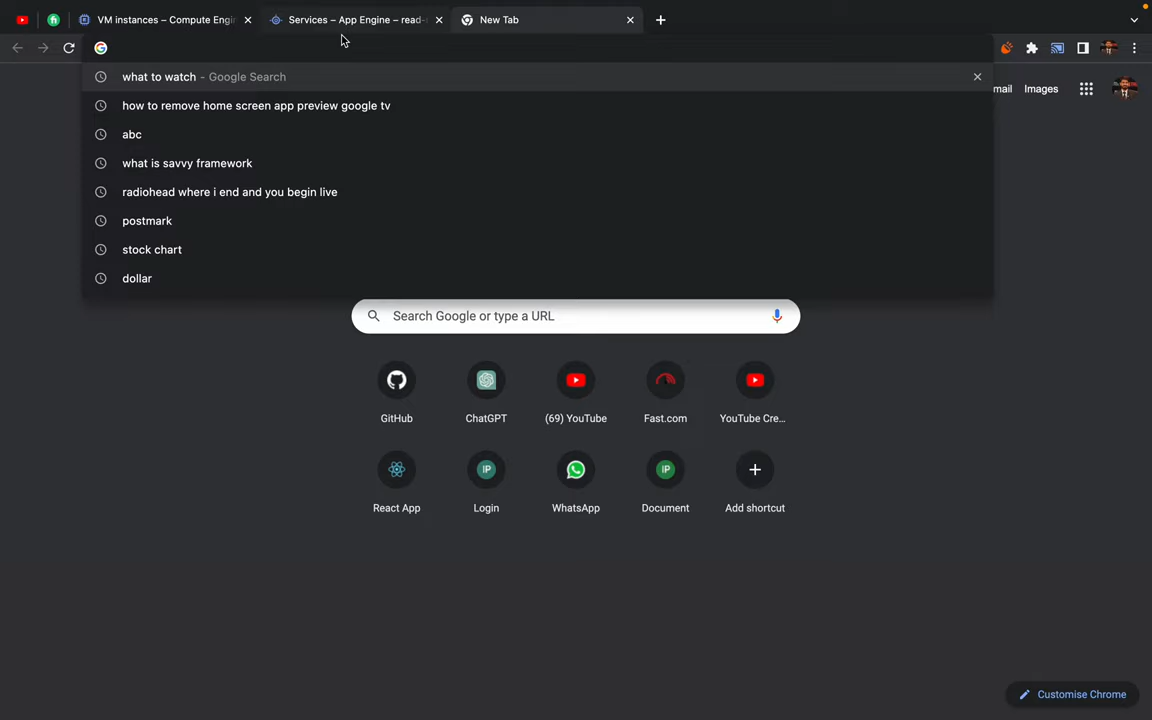 VM instances – Compute Engi
Services – App Engine – read-s
New Tab
what to watch - Google Search
how to remove home screen app preview google tv
abc
what is savvy framework
radiohead where i end and you begin live
postmark
stock chart
dollar
mail
Images
Search Google or type a URL
GitHub
ChatGPT
(69) YouTube
Fast.com
YouTube Cre...
IP
IP
React App
Login
WhatsApp
Document
Add shortcut
Customise Chrome